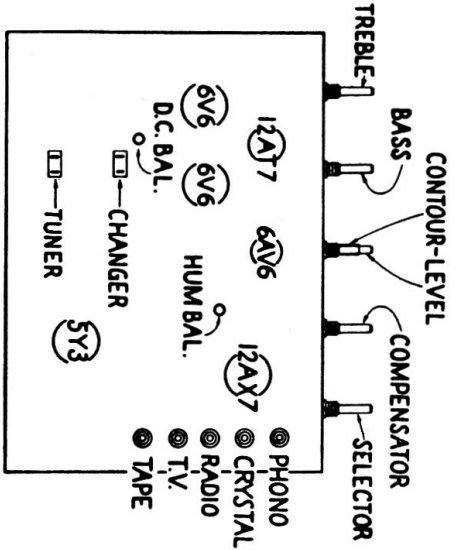 TREBLE
BASS
CONTOUR-LEVEL
COMPENSATOR
SELECTOR
12AT7
6AV6
12AX7
6V6
6V6
D.C. BAL.
HUM BAL.
CHANGER
TUNER
5Y3
PHONO
CRYSTAL
RADIO
T.V.
TAPE